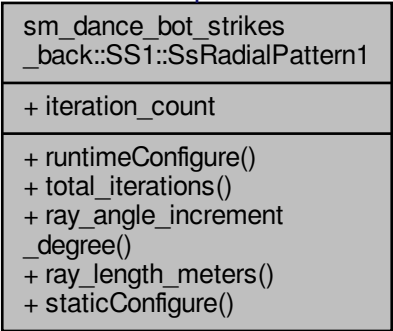 sm_dance_bot_strikes
_back::SS1::SsRadialPattern1
+ iteration_count
+ runtimeConfigure()
+ total_iterations()
+ ray_angle_increment
_degree()
+ ray_length_meters()
+ staticConfigure()